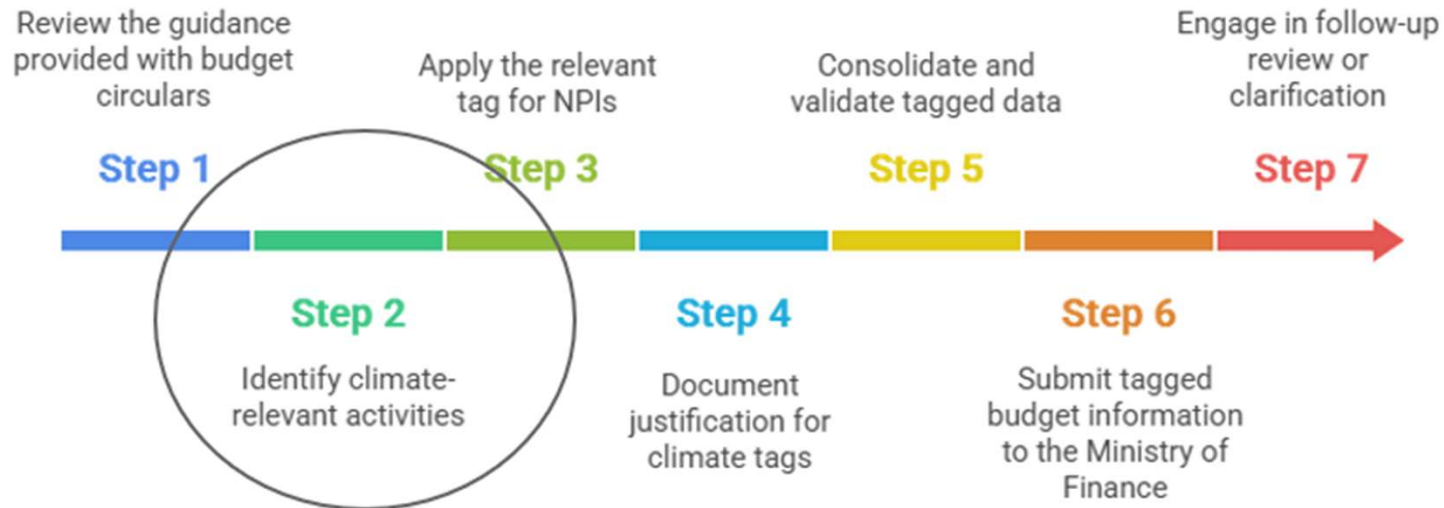 Review the guidance
provided with budget
circulars
Step 1
Identify climate-
relevant activities
Step 2
Apply the relevant
tag for NPIs
Step 3
Step 4
Document
justification for
climate tags
Consolidate and
validate tagged data
Step 5
Step 6
Submit tagged
budget information
to the Ministry of
Finance
Engage in follow-up
review or
clarification
Step 7